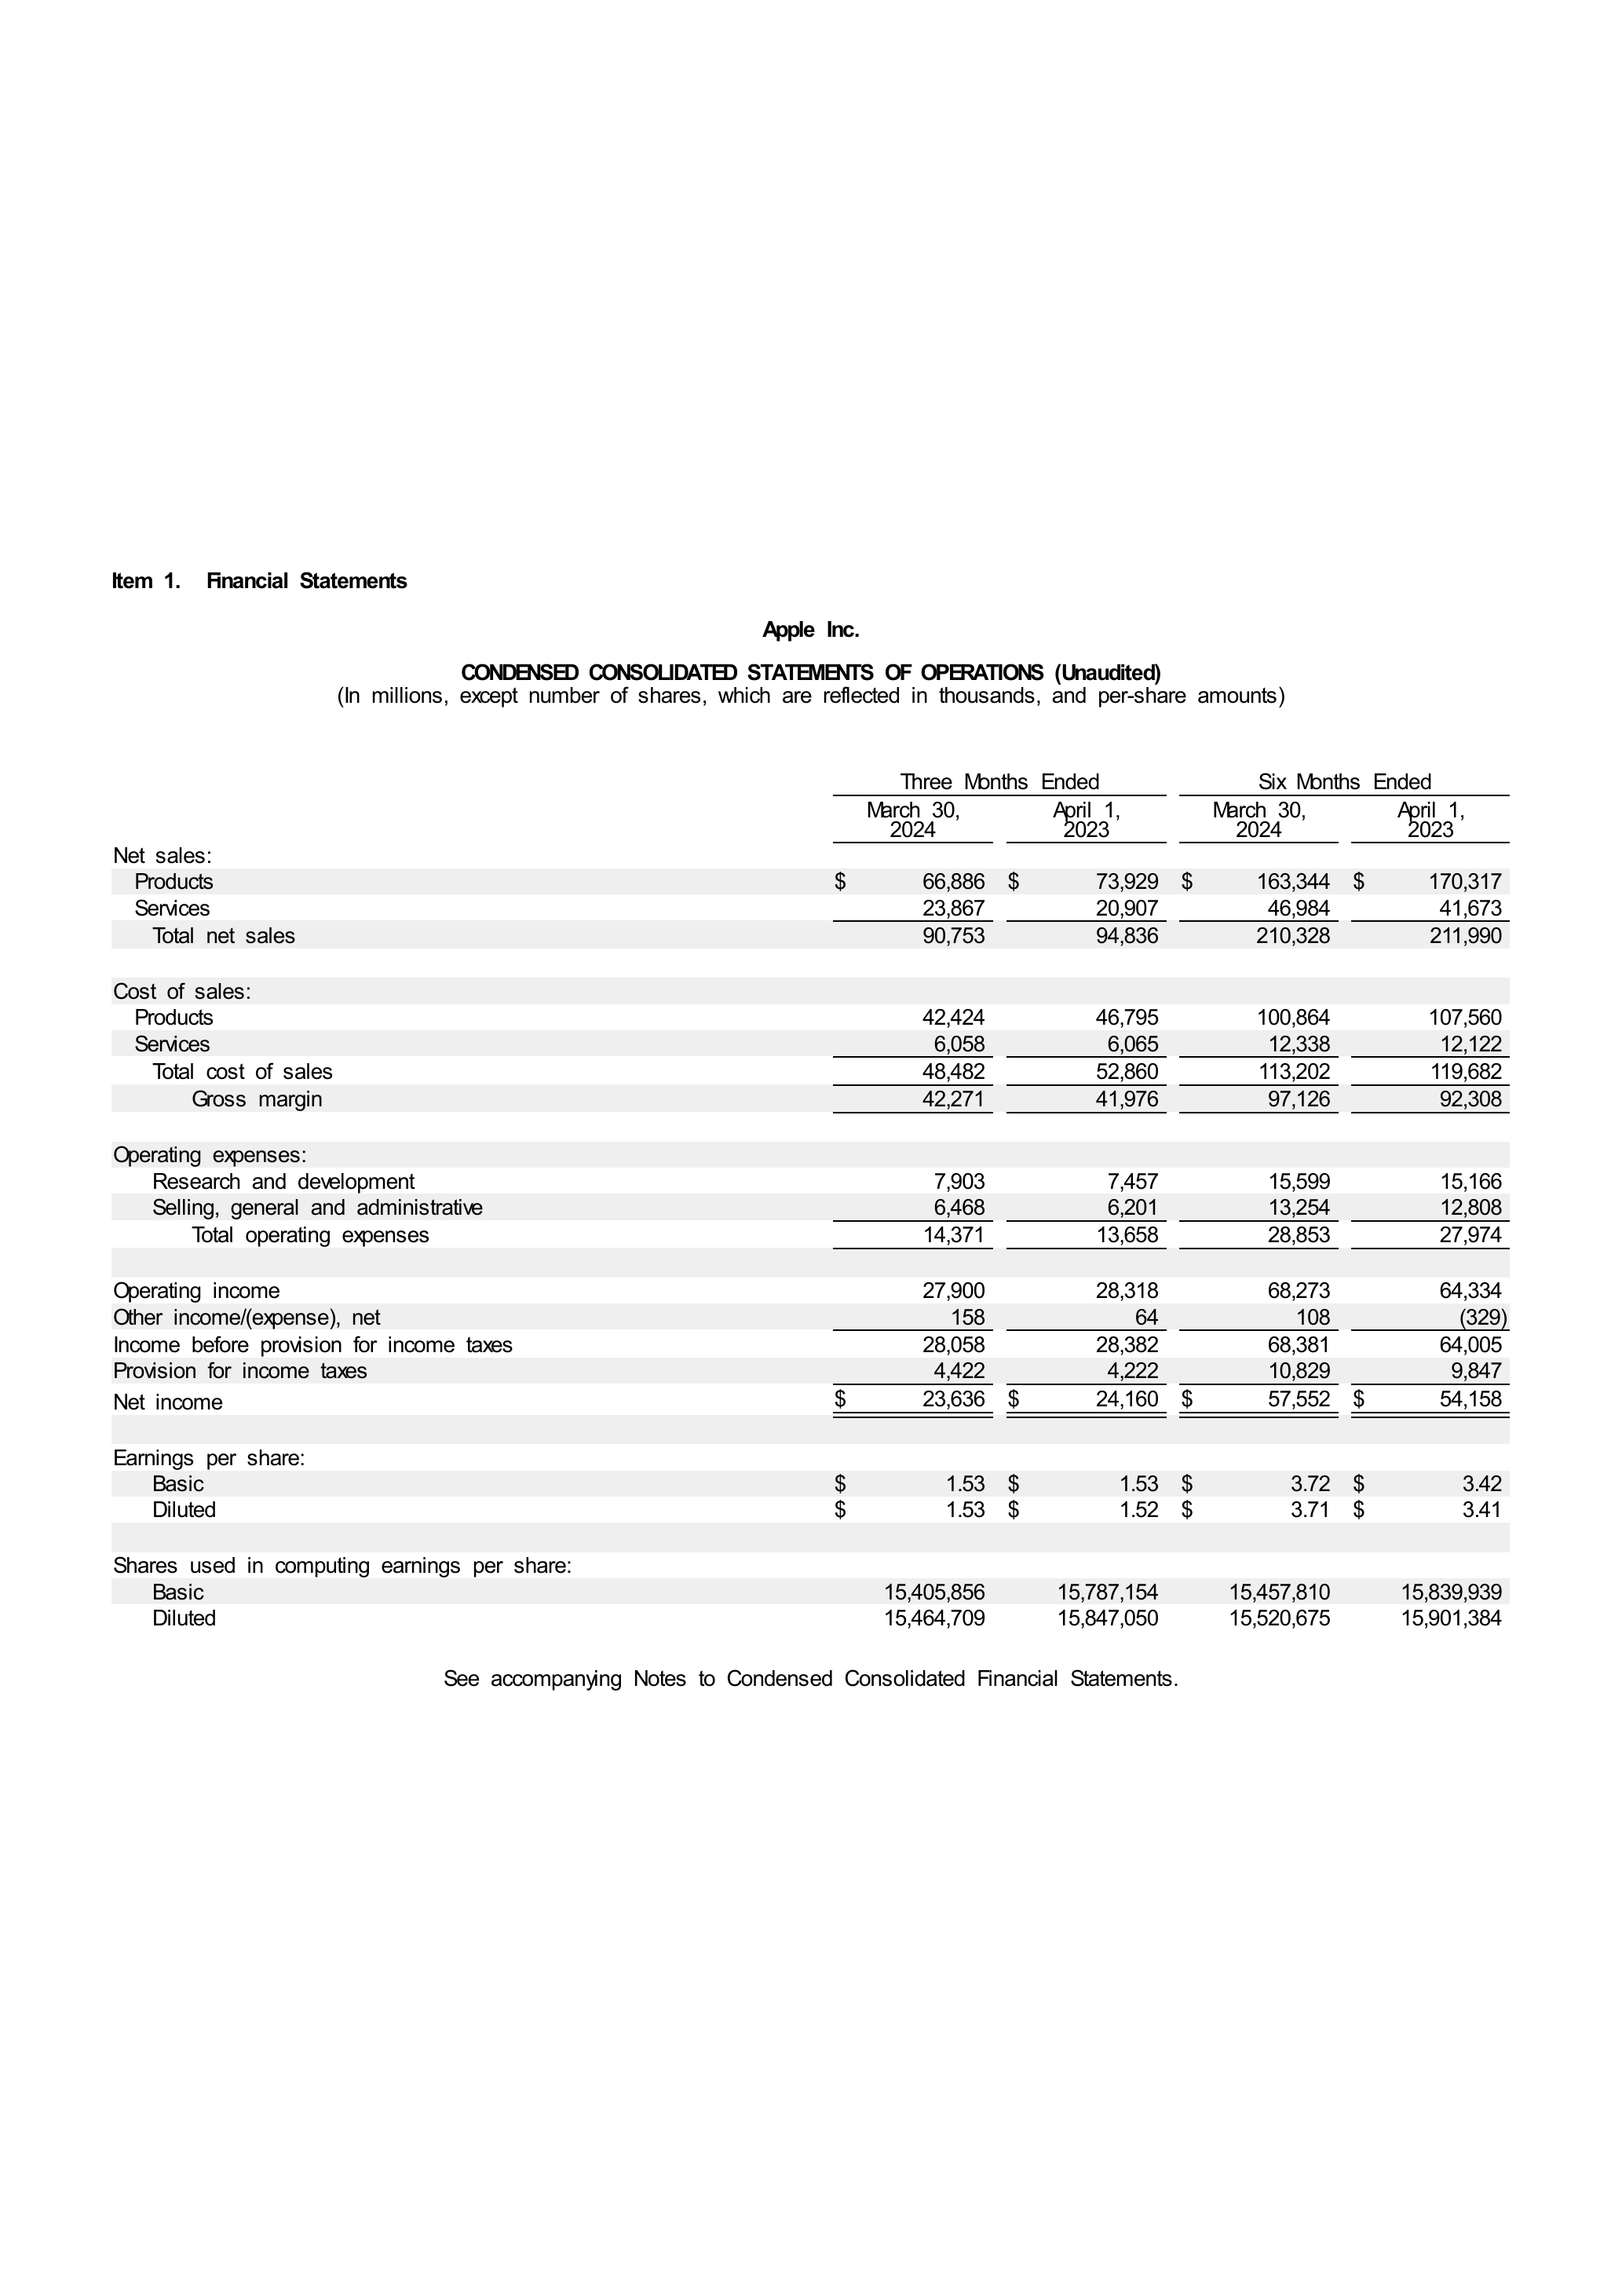 Item 1. Financial Statements
Apple Inc.
CONDENSED CONSOLIDATED STATEMENTS OF OPERATIONS (Unaudited)
(In millions, except number of shares, which are reflected in thousands, and per-share amounts)
Three Months Ended Six Months Ended
March 30, 2024 April 1, 2023 March 30, 2024 April 1, 2023
Net sales:
Products $ 66,886 $ 73,929 $ 163,344 $ 170,317
Services 23,867 20,907 46,984 41,673
Total net sales 90,753 94,836 210,328 211,990
Cost of sales:
Products 42,424 46,795 100,864 107,560
Services 6,058 6,065 12,338 12,122
Total cost of sales 48,482 52,860 113,202 119,682
Gross margin 42,271 41,976 97,126 92,308
Operating expenses:
Research and development 7,903 7,457 15,599 15,166
Selling, general and administrative 6,468 6,201 13,254 12,808
Total operating expenses 14,371 13,658 28,853 27,974
Operating income 27,900 28,318 68,273 64,334
Other income/(expense), net 158 64 108 (329)
Income before provision for income taxes 28,058 28,382 68,381 64,005
Provision for income taxes 4,422 4,222 10,829 9,847
Net income $ 23,636 $ 24,160 $ 57,552 $ 54,158
Earnings per share:
Basic $ 1.53 $ 1.53 $ 3.72 $ 3.42
Diluted $ 1.53 $ 1.52 $ 3.71 $ 3.41
Shares used in computing earnings per share:
Basic 15,405,856 15,787,154 15,457,810 15,839,939
Diluted 15,464,709 15,847,050 15,520,675 15,901,384
See accompanying Notes to Condensed Consolidated Financial Statements.